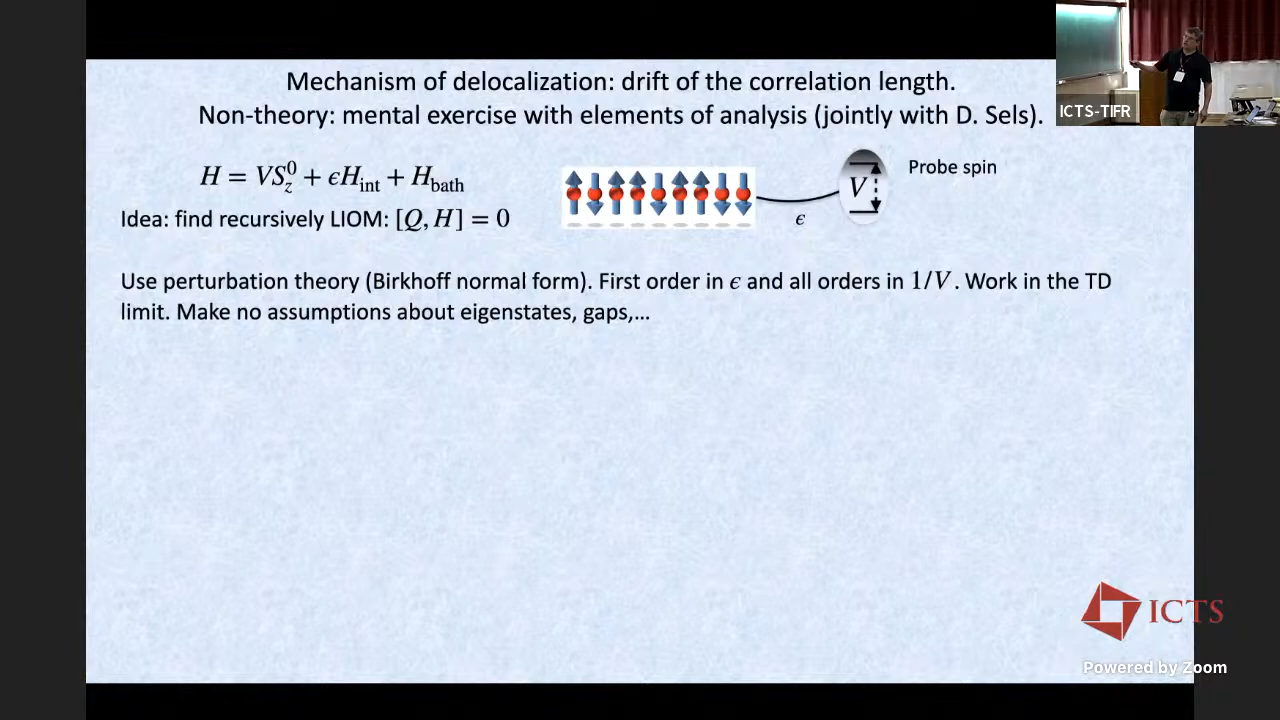 Mechanism of delocalization: drift of the correlation length.
Non-theory: mental exercise with elements of analysis (jointly with D. Sels).
ICTS-TIFR
H = VS_z^0 + ϵH_int + H_bath
V
Probe spin
ϵ
Idea: find recursively LIOM: [Q, H] = 0
Use perturbation theory (Birkhoff normal form). First order in ϵ and all orders in 1/V. Work in the TD
limit. Make no assumptions about eigenstates, gaps,...
ICTS
Powered by Zoom